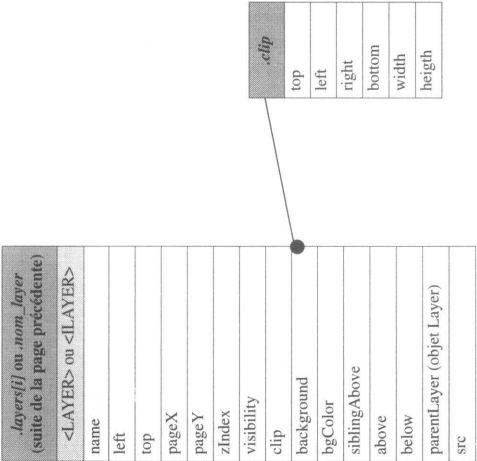 .layers[i] ou .nom_layer
(suite de la page précédente)
<LAYER> ou <ILAYER>
name
left
top
pageX
pageY
zIndex
visibility
clip
background
bgColor
siblingAbove
above
below
parentLayer (objet Layer)
src
.clip
top
left
right
bottom
width
heigth